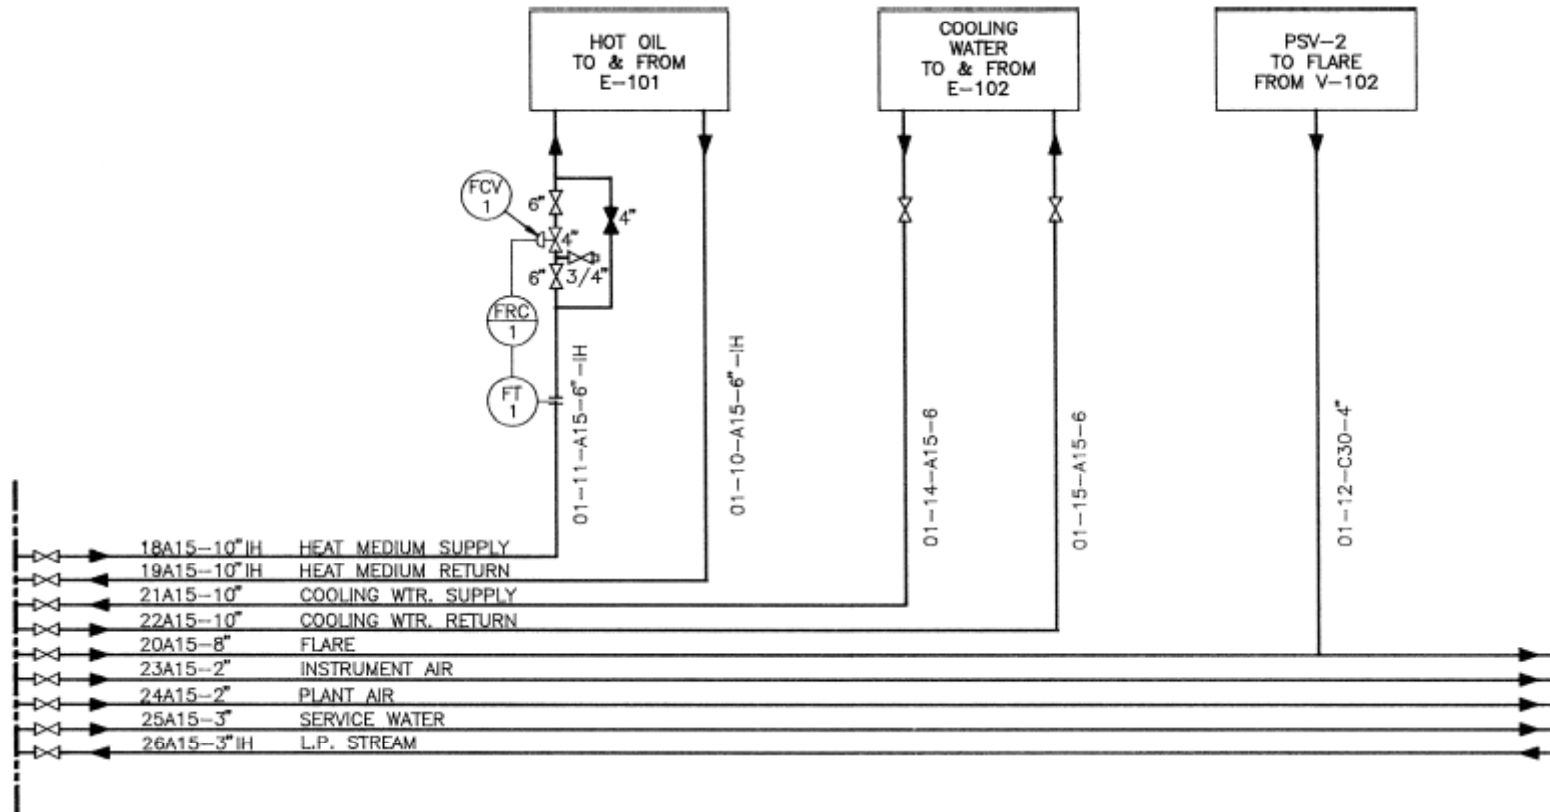 HOT OIL
TO & FROM
E-101
COOLING
WATER
TO & FROM
E-102
PSV-2
TO FLARE
FROM V-102
FCV
1
6"
4"
4"
6"
3/4"
FRC
1
FT
1
01-11-A15-6"-IH
01-10-A15-6"-IH
01-14-A15-6
01-15-A15-6
01-12-C30-4"
18A15-10"IH HEAT MEDIUM SUPPLY
19A15-10"IH HEAT MEDIUM RETURN
21A15-10" COOLING WTR. SUPPLY
22A15-10" COOLING WTR. RETURN
20A15-8" FLARE
23A15-2" INSTRUMENT AIR
24A15-2" PLANT AIR
25A15-3" SERVICE WATER
26A15-3"IH L.P. STREAM